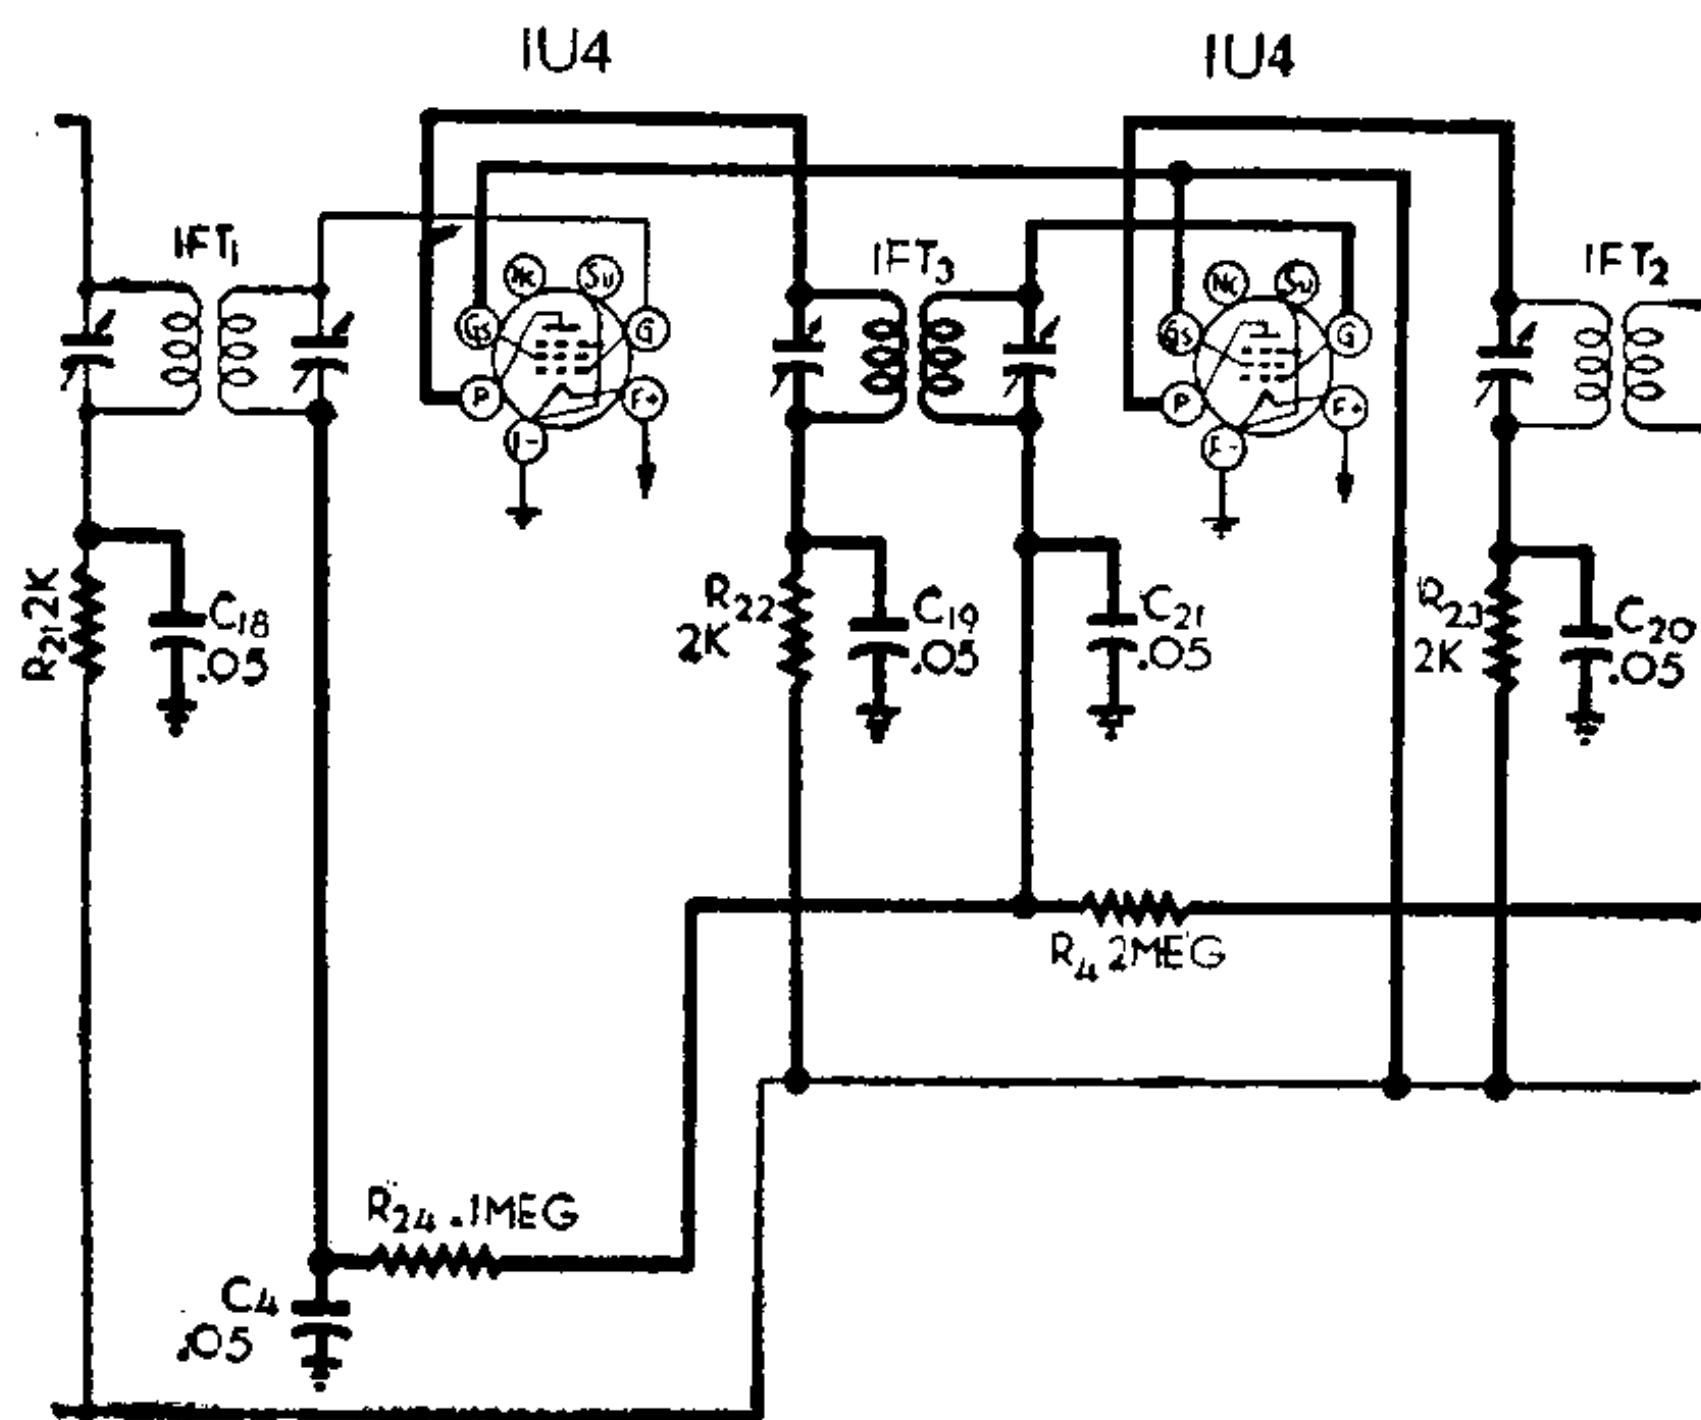 1U4
1U4
IFT1
IFT3
IFT2
NC
Su
GS
G
P
F+
F-
NC
Su
GS
G
P
F+
F-
R21 2K
C18
.05
R22
2K
C19
.05
C21
.05
R23
2K
C20
.05
R4 2MEG
R24 .1MEG
C4
.05